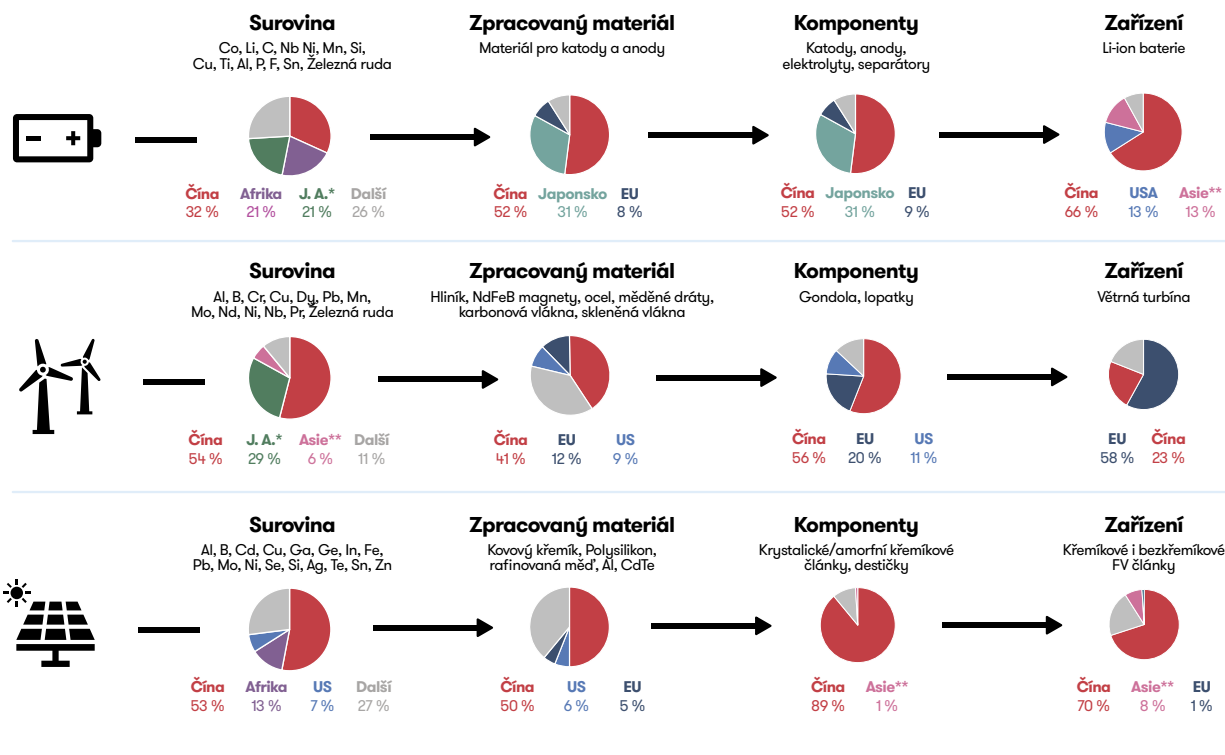 Surovina
Co, Li, C, Nb Ni, Mn, Si,
Cu, Ti, Al, P, F, Sn, Železná ruda
Čína Afrika J. A.* Další
32 % 21 % 21 % 26 %
Zpracovaný materiál
Materiál pro katody a anody
Čína Japonsko EU
52 % 31 % 8 %
Komponenty
Katody, anody,
elektrolyty, separátory
Čína Japonsko EU
52 % 31 % 9 %
Zařízení
Li-ion baterie
Čína USA Asie**
66 % 13 % 13 %
Surovina
Al, B, Cr, Cu, Dy, Pb, Mn,
Mo, Nd, Ni, Nb, Pr, Železná ruda
Čína J. A.* Asie** Další
54 % 29 % 6 % 11 %
Zpracovaný materiál
Hliník, NdFeB magnety, ocel, měděné dráty,
karbonová vlákna, skleněná vlákna
Čína EU US
41 % 12 % 9 %
Komponenty
Gondola, lopatky
Čína EU US
56 % 20 % 11 %
Zařízení
Větrná turbína
EU Čína
58 % 23 %
Surovina
Al, B, Cd, Cu, Ga, Ge, In, Fe,
Pb, Mo, Ni, Se, Si, Ag, Te, Sn, Zn
Čína Afrika US Další
53 % 13 % 7 % 27 %
Zpracovaný materiál
Kovový křemík, Polysilikon,
rafinovaná měď, Al, CdTe
Čína US EU
50 % 6 % 5 %
Komponenty
Krystalické/amorfní křemíkové
články, destičky
Čína Asie**
89 % 1 %
Zařízení
Křemíkové i bezkřemíkové
FV články
Čína Asie** EU
70 % 8 % 1 %